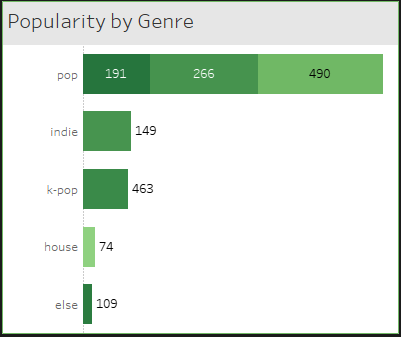 Popularity by Genre
pop 191 266 490
indie 149
k-pop 463
house 74
else 109